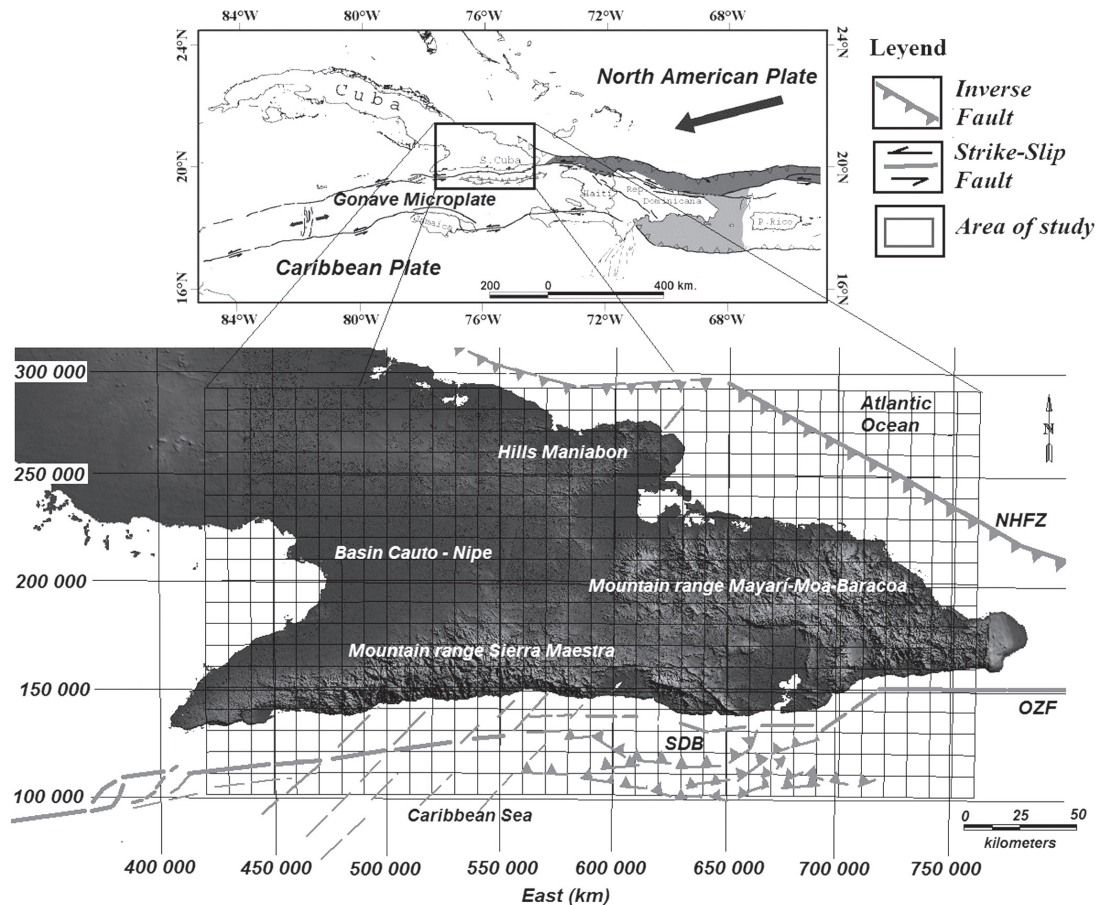 84°W 80°W 76°W 72°W 68°W
24°N
24°N
Leyend
North American Plate
Inverse
Fault
Cuba
S.Cuba
20°N
20°N
Strike-Slip
Fault
Haiti
Rep.
Dominicana
Gonave Microplate
P.Rico
Jamaica
Area of study
Caribbean Plate
200 0 400 km.
16°N
16°N
84°W 80°W 76°W 72°W 68°W
300 000
Atlantic
Ocean
N
Hills Maniabon
250 000
NHFZ
Basin Cauto - Nipe
200 000
Mountain range Mayarí-Moa-Baracoa
Mountain range Sierra Maestra
150 000
OZF
SDB
100 000
Caribbean Sea
0 25 50
kilometers
400 000 450 000 500 000 550 000 600 000 650 000 700 000 750 000
East (km)